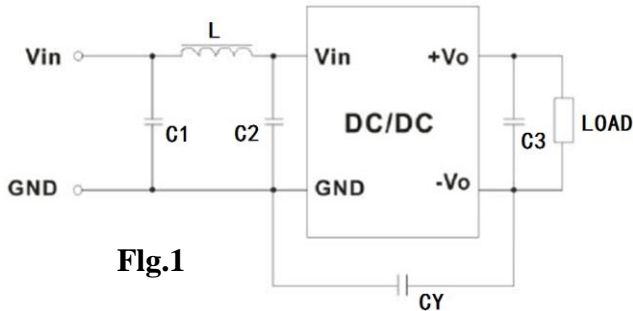 L
Vin Vin +Vo
C1 C2 DC/DC C3 LOAD
GND GND -Vo
Flg.1
CY